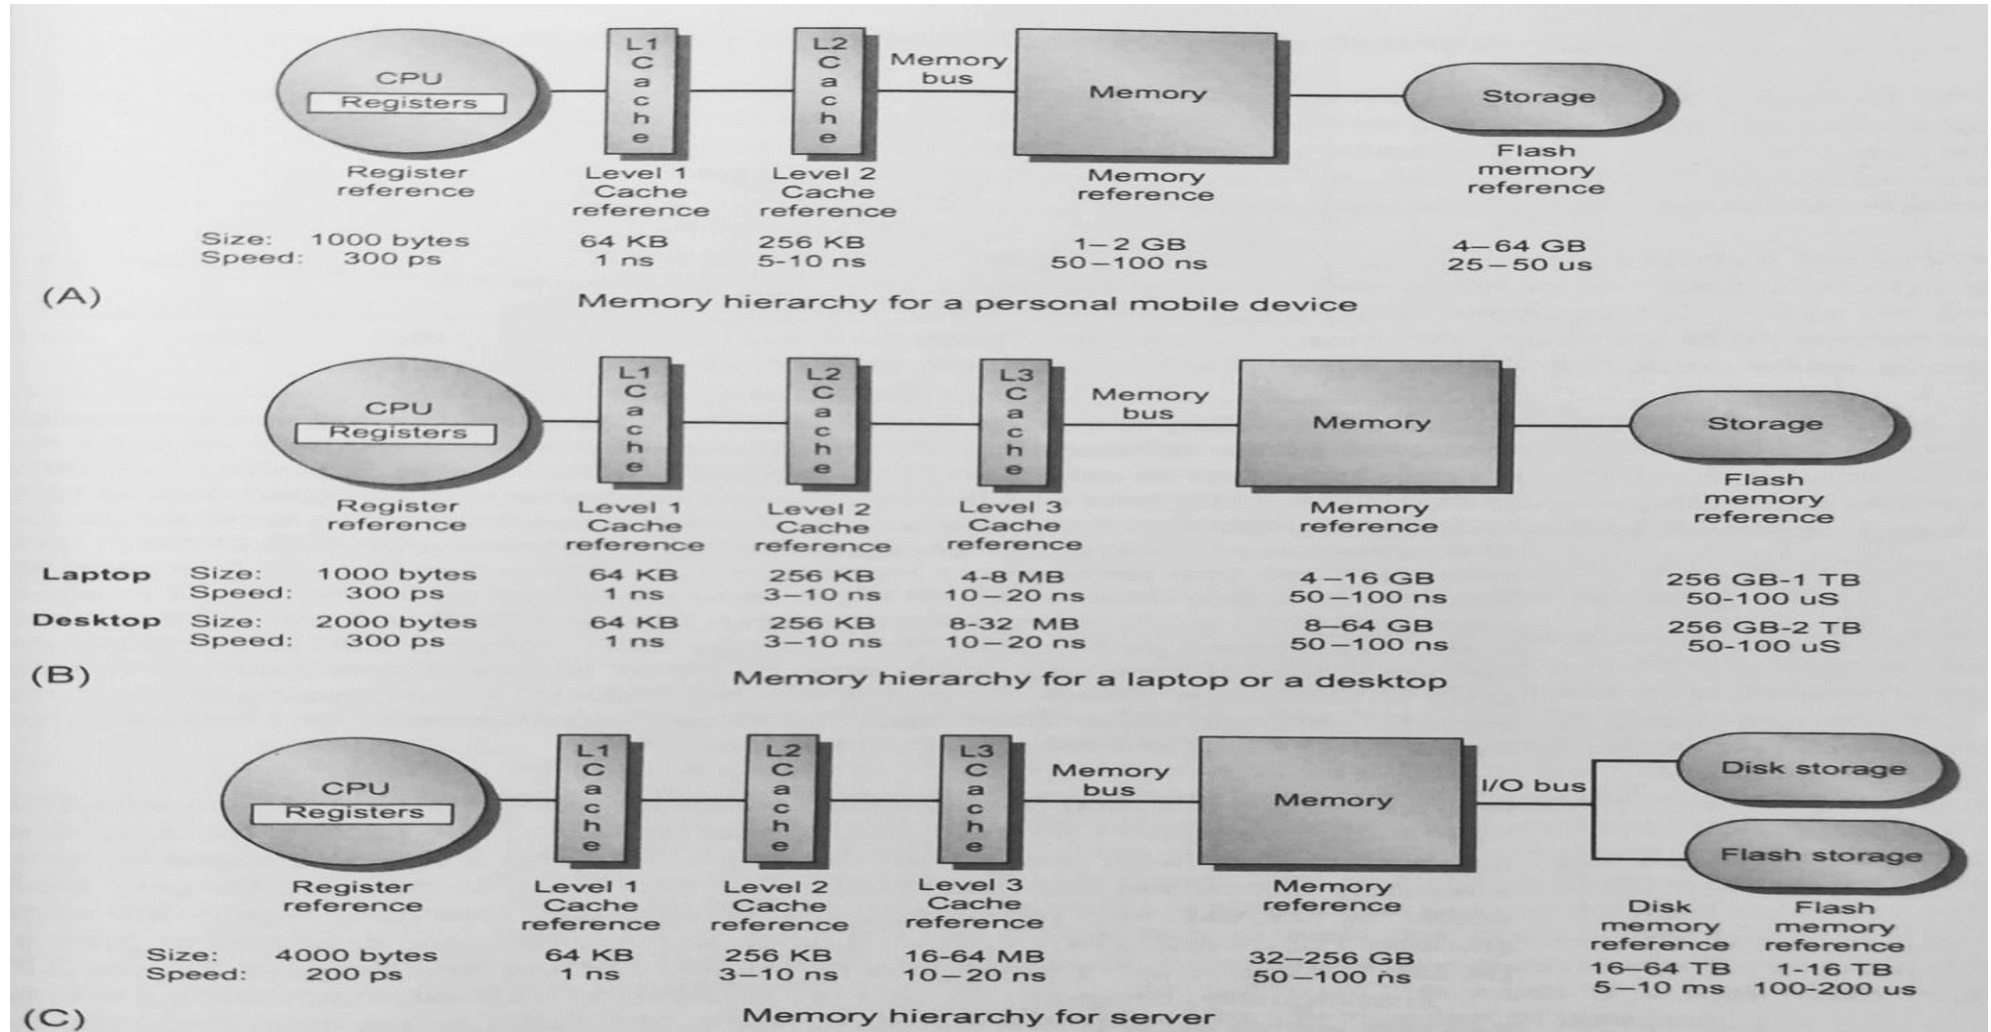 CPU
Registers
L1
Cache
L2
Cache
Memory
bus
Memory
Storage
Register
reference
Level 1
Cache
reference
Level 2
Cache
reference
Memory
reference
Flash
memory
reference
Size: 1000 bytes 64 KB 256 KB 1–2 GB 4–64 GB
Speed: 300 ps 1 ns 5-10 ns 50–100 ns 25–50 us
(A) Memory hierarchy for a personal mobile device
CPU
Registers
L1
Cache
L2
Cache
L3
Cache
Memory
bus
Memory
Storage
Register
reference
Level 1
Cache
reference
Level 2
Cache
reference
Level 3
Cache
reference
Memory
reference
Flash
memory
reference
Laptop Size: 1000 bytes 64 KB 256 KB 4-8 MB 4–16 GB 256 GB-1 TB
Speed: 300 ps 1 ns 3–10 ns 10–20 ns 50–100 ns 50-100 uS
Desktop Size: 2000 bytes 64 KB 256 KB 8-32 MB 8–64 GB 256 GB-2 TB
Speed: 300 ps 1 ns 3–10 ns 10–20 ns 50–100 ns 50-100 uS
(B) Memory hierarchy for a laptop or a desktop
CPU
Registers
L1
Cache
L2
Cache
L3
Cache
Memory
bus
Memory
I/O bus
Disk storage
Flash storage
Register
reference
Level 1
Cache
reference
Level 2
Cache
reference
Level 3
Cache
reference
Memory
reference
Disk
memory
reference
Flash
memory
reference
Size: 4000 bytes 64 KB 256 KB 16-64 MB 32–256 GB 16–64 TB 1-16 TB
Speed: 200 ps 1 ns 3–10 ns 10–20 ns 50–100 ns 5–10 ms 100-200 us
(C) Memory hierarchy for server